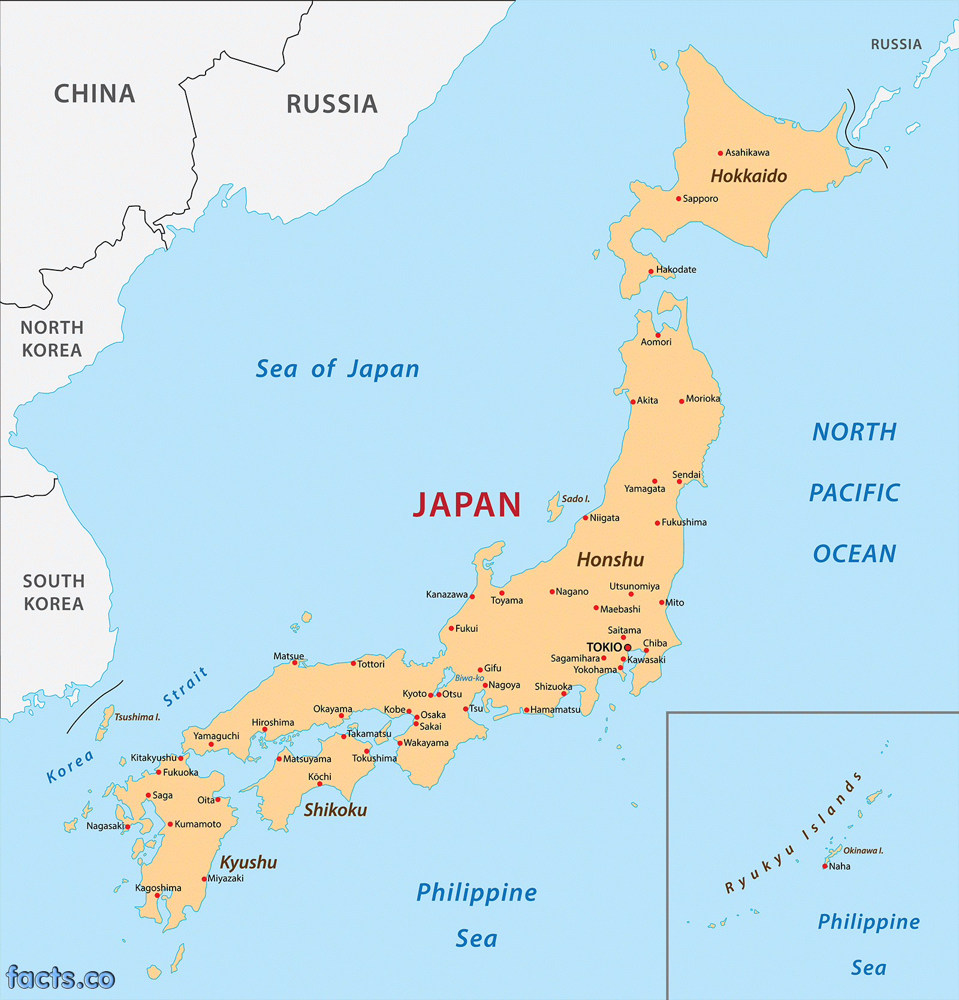 RUSSIA
CHINA
RUSSIA
Asahikawa
Hokkaido
Sapporo
Hakodate
NORTH
KOREA
Aomori
Sea of Japan
Akita
Morioka
NORTH
PACIFIC
OCEAN
Sendai
Yamagata
JAPAN
Sado I.
Niigata
Fukushima
Honshu
SOUTH
KOREA
Utsunomiya
Nagano
Kanazawa
Toyama
Mito
Maebashi
Fukui
Saitama
TOKIO
Chiba
Matsue
Tottori
Sagamihara
Kawasaki
Gifu
Yokohama
Biwa-ko
Nagoya
Shizuoka
Kyoto
Otsu
Strait
Korea
Tsushima I.
Okayama
Kobe
Tsu
Hamamatsu
Osaka
Hiroshima
Sakai
Yamaguchi
Takamatsu
Wakayama
Kitakyushu
Matsuyama
Tokushima
Fukuoka
Kōchi
Saga
Oita
Shikoku
Nagasaki
Kumamoto
Kyushu
Miyazaki
Kagoshima
Philippine
Sea
Ryukyu Islands
Okinawa I.
Naha
Philippine
Sea
facts.co